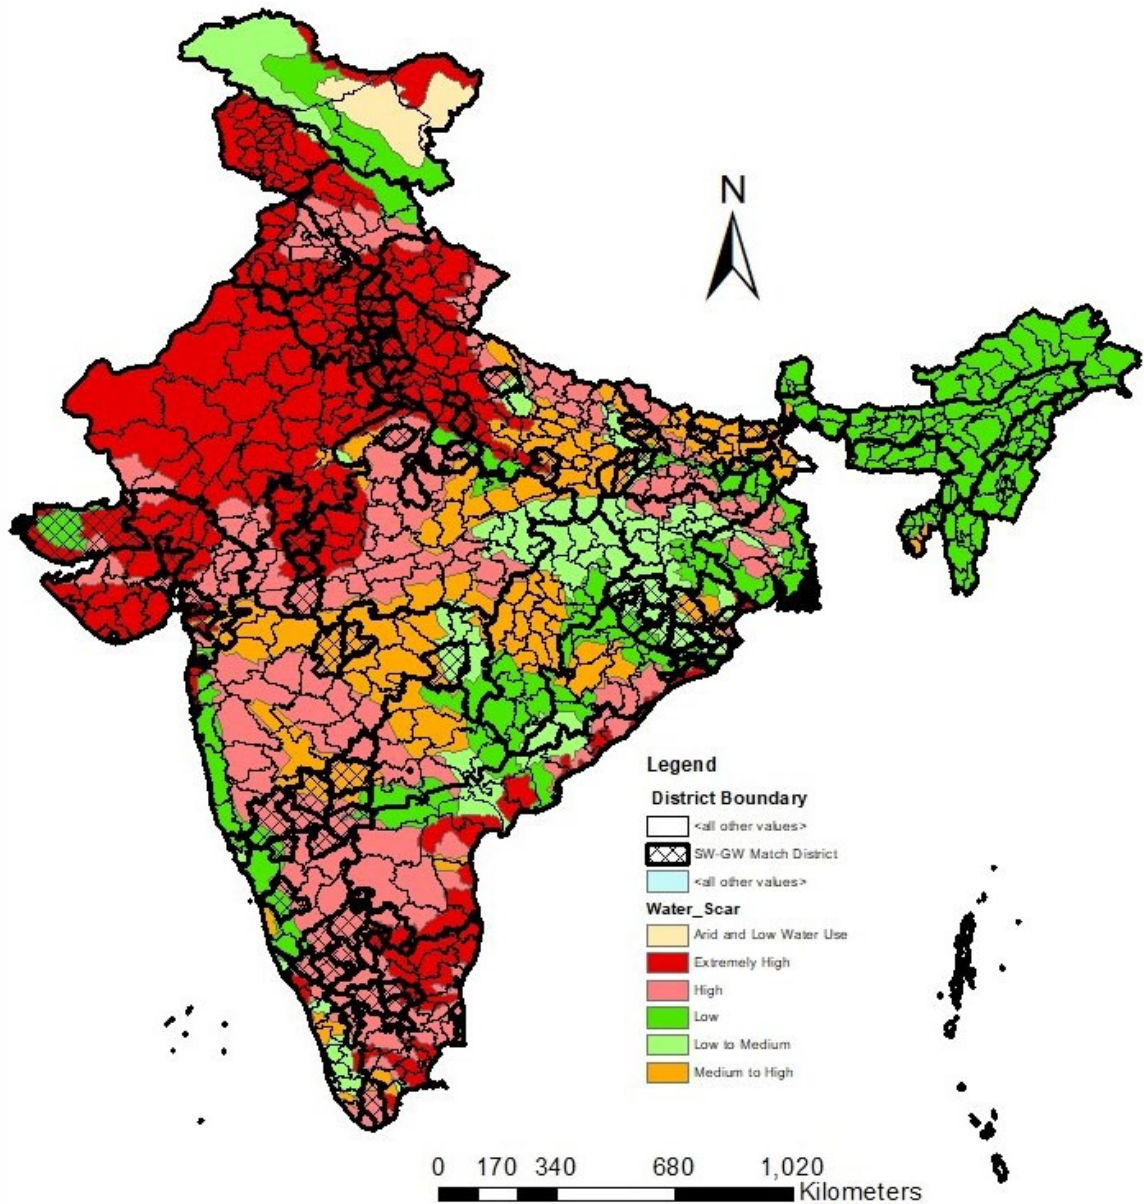 N
Legend
District Boundary
<all other values>
SW-GW Match District
<all other values>
Water_Scar
Arid and Low Water Use
Extremely High
High
Low
Low to Medium
Medium to High
0 170 340 680 1,020
Kilometers